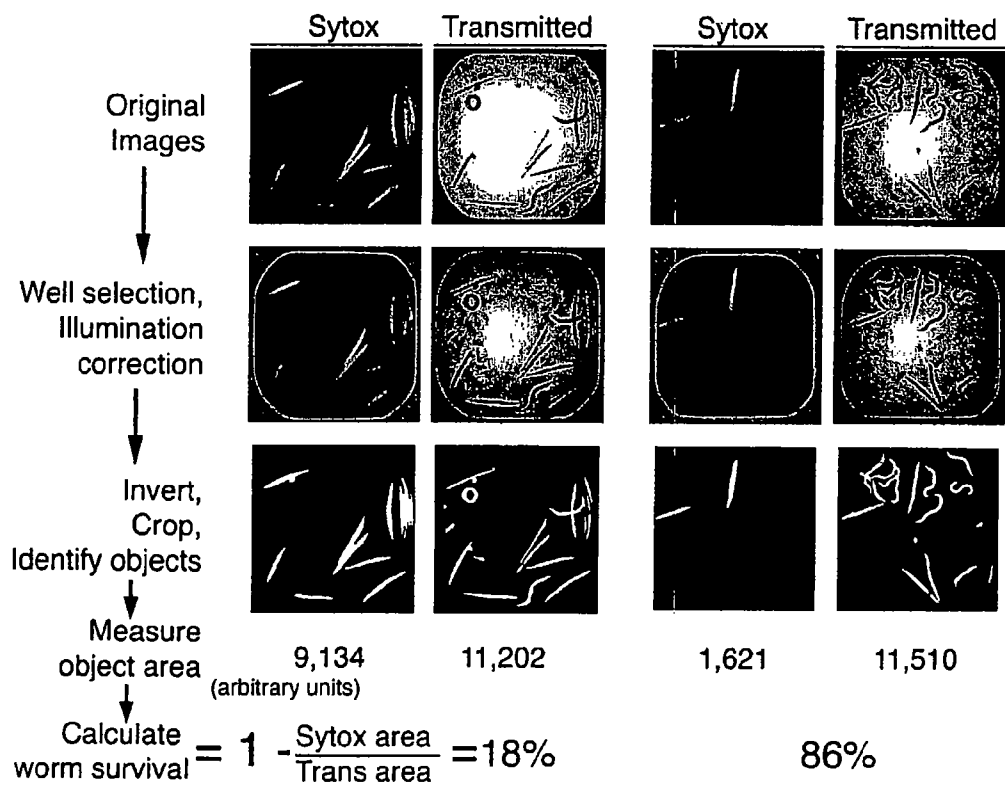 Sytox Transmitted Sytox Transmitted
Original
Images
Well selection,
Illumination
correction
Invert,
Crop,
Identify objects
Measure
object area
9,134 11,202 1,621 11,510
(arbitrary units)
Calculate
worm survival = 1 - Sytox area / Trans area = 18% 86%